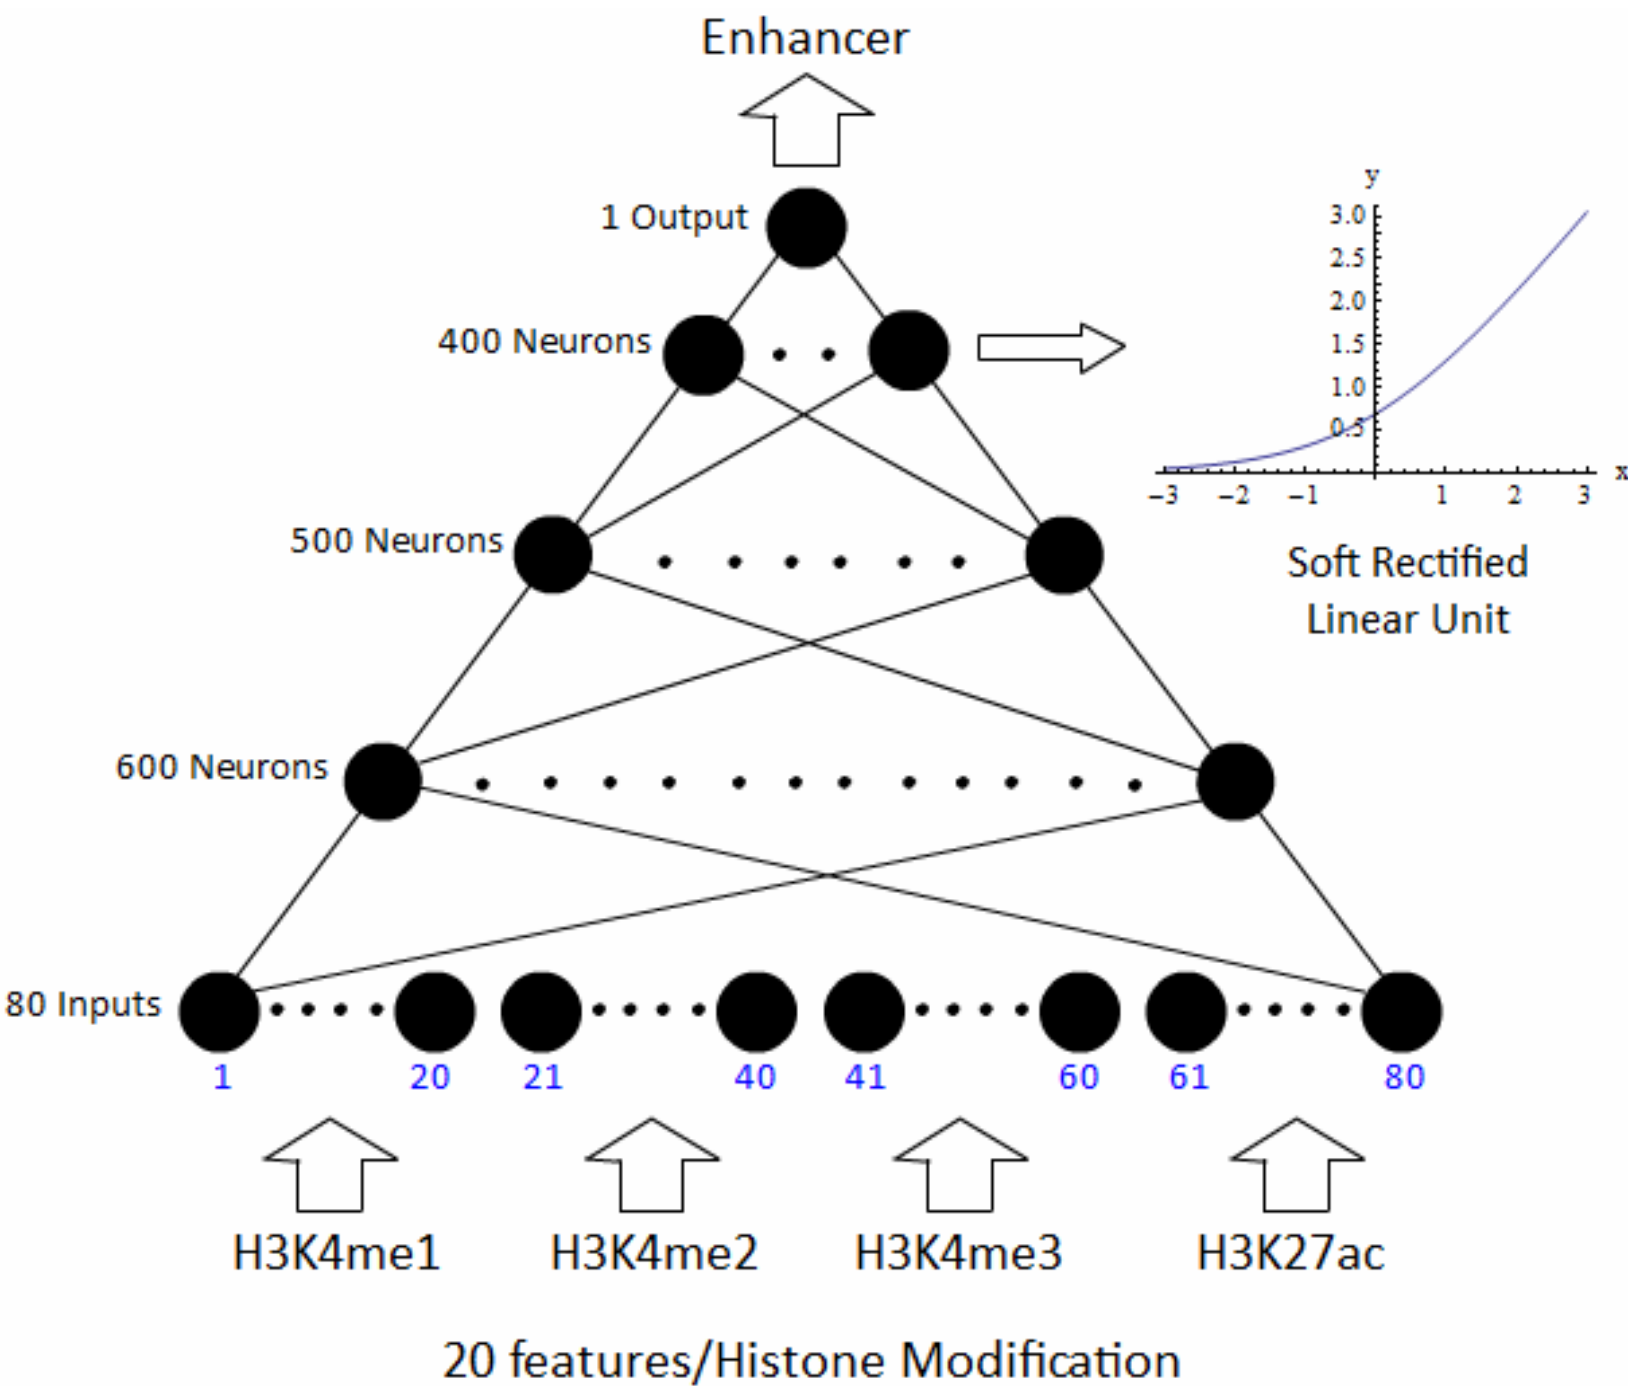 Enhancer
1 Output
400 Neurons
y
3.0
2.5
2.0
1.5
1.0
0.5
x
−3 −2 −1 1 2 3
Soft Rectified
Linear Unit
500 Neurons
600 Neurons
80 Inputs
1 20 21 40 41 60 61 80
H3K4me1 H3K4me2 H3K4me3 H3K27ac
20 features/Histone Modification